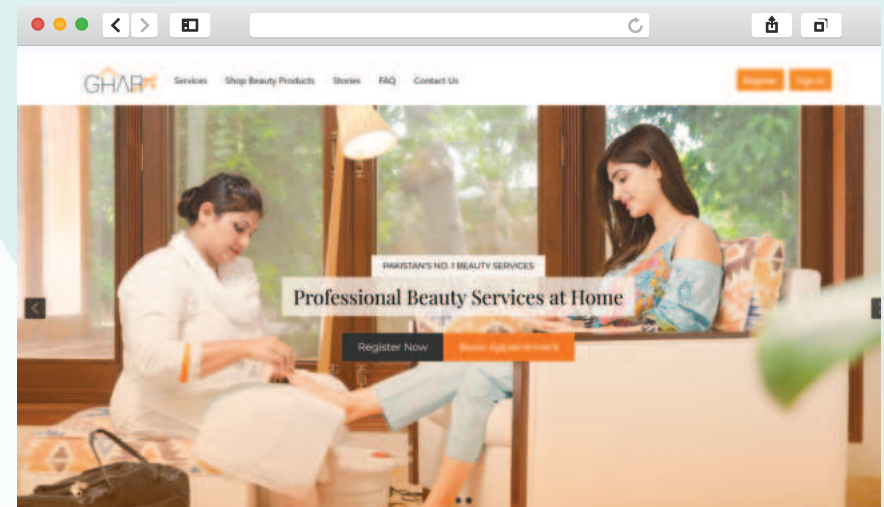 GHAR
Services Shop Beauty Products Stories FAQ Contact Us
Register Sign In
PAKISTAN'S NO. 1 BEAUTY SERVICES
Professional Beauty Services at Home
Register Now Book Appointment